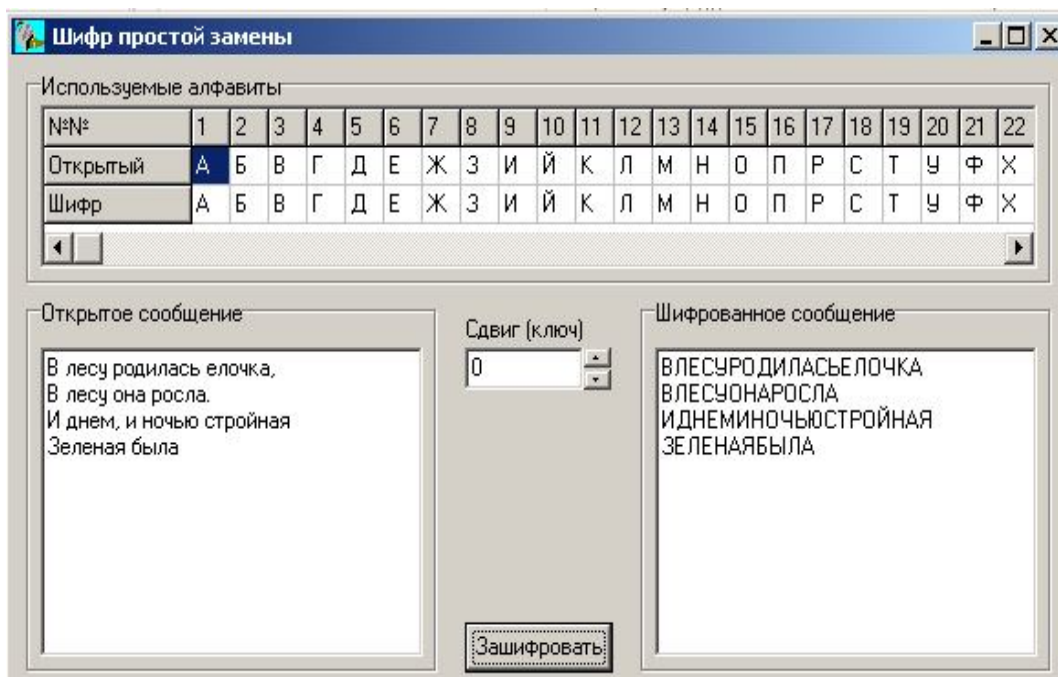 Шифр простой замены
Используемые алфавиты
№№ 1 2 3 4 5 6 7 8 9 10 11 12 13 14 15 16 17 18 19 20 21 22
Открытый А Б В Г Д Е Ж З И Й К Л М Н О П Р С Т У Ф Х
Шифр А Б В Г Д Е Ж З И Й К Л М Н О П Р С Т У Ф Х
Открытое сообщение
В лесу родилась елочка,
В лесу она росла.
И днем, и ночью стройная
Зеленая была
Сдвиг (ключ)
0
Зашифровать
Шифрованное сообщение
ВЛЕСУРОДИЛАСЬЕЛОЧКА
ВЛЕСУОНАРОСЛА
ИДНЕМИНОЧЬЮСТРОЙНАЯ
ЗЕЛЕНАЯБЫЛА